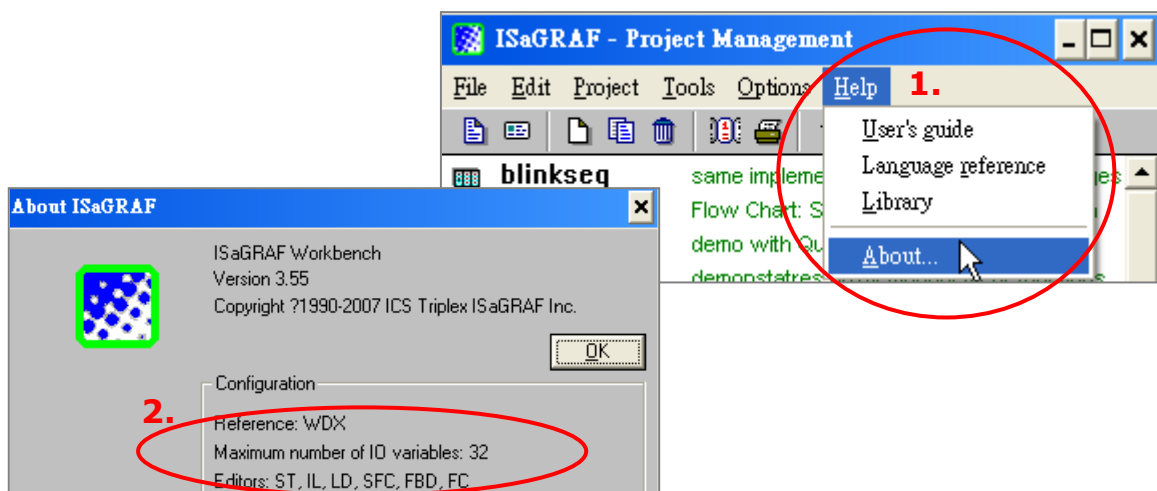 ISaGRAF - Project Management
File Edit Project Tools Options Help 1.
User's guide
Language reference
Library
About...
blinkseq
same impleme
Flow Chart: S
demo with Qu
demonstatres
About ISaGRAF
ISaGRAF Workbench
Version 3.55
Copyright ?1990-2007 ICS Triplex ISaGRAF Inc.
OK
Configuration
2.
Reference: WDX
Maximum number of IO variables: 32
Editors: ST, IL, LD, SFC, FBD, FC